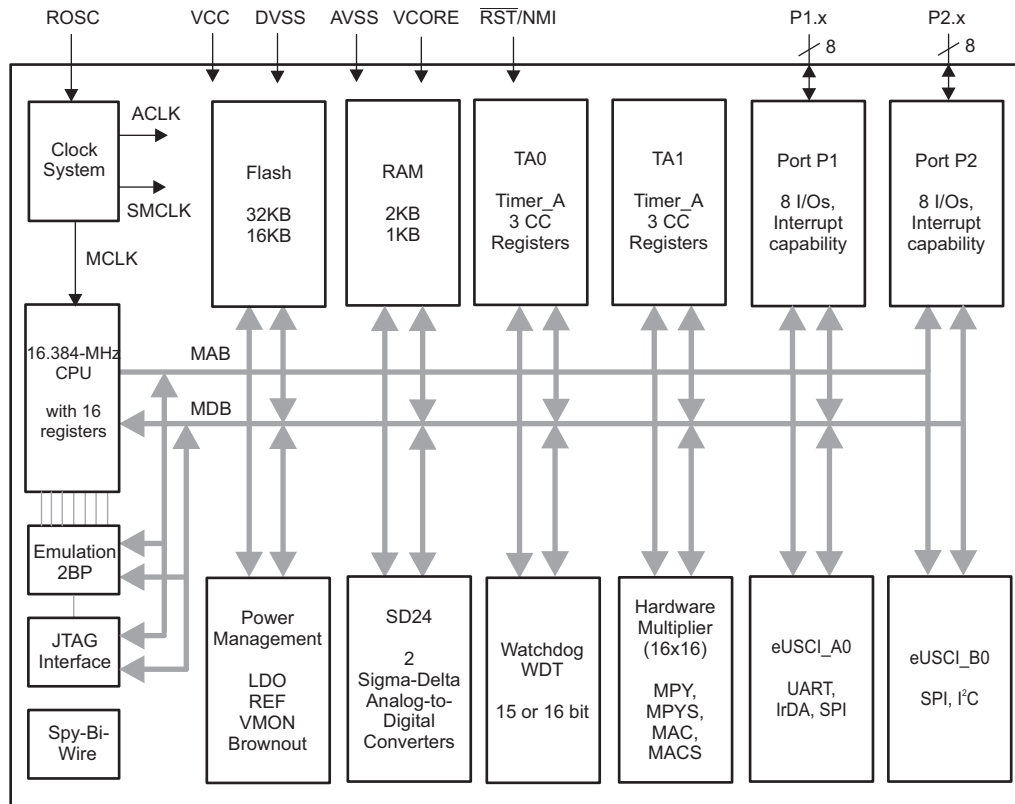 ROSC
VCC
DVSS
AVSS
VCORE
RST/NMI
P1.x
P2.x
8
8
Clock
System
ACLK
SMCLK
MCLK
Flash
32KB
16KB
RAM
2KB
1KB
TA0
Timer_A
3 CC
Registers
TA1
Timer_A
3 CC
Registers
Port P1
8 I/Os,
Interrupt
capability
Port P2
8 I/Os,
Interrupt
capability
16.384-MHz
CPU
with 16
registers
MAB
MDB
Emulation
2BP
JTAG
Interface
Spy-Bi-
Wire
Power
Management
LDO
REF
VMON
Brownout
SD24
2
Sigma-Delta
Analog-to-
Digital
Converters
Watchdog
WDT
15 or 16 bit
Hardware
Multiplier
(16x16)
MPY,
MPYS,
MAC,
MACS
eUSCI_A0
UART,
IrDA, SPI
eUSCI_B0
SPI, I²C